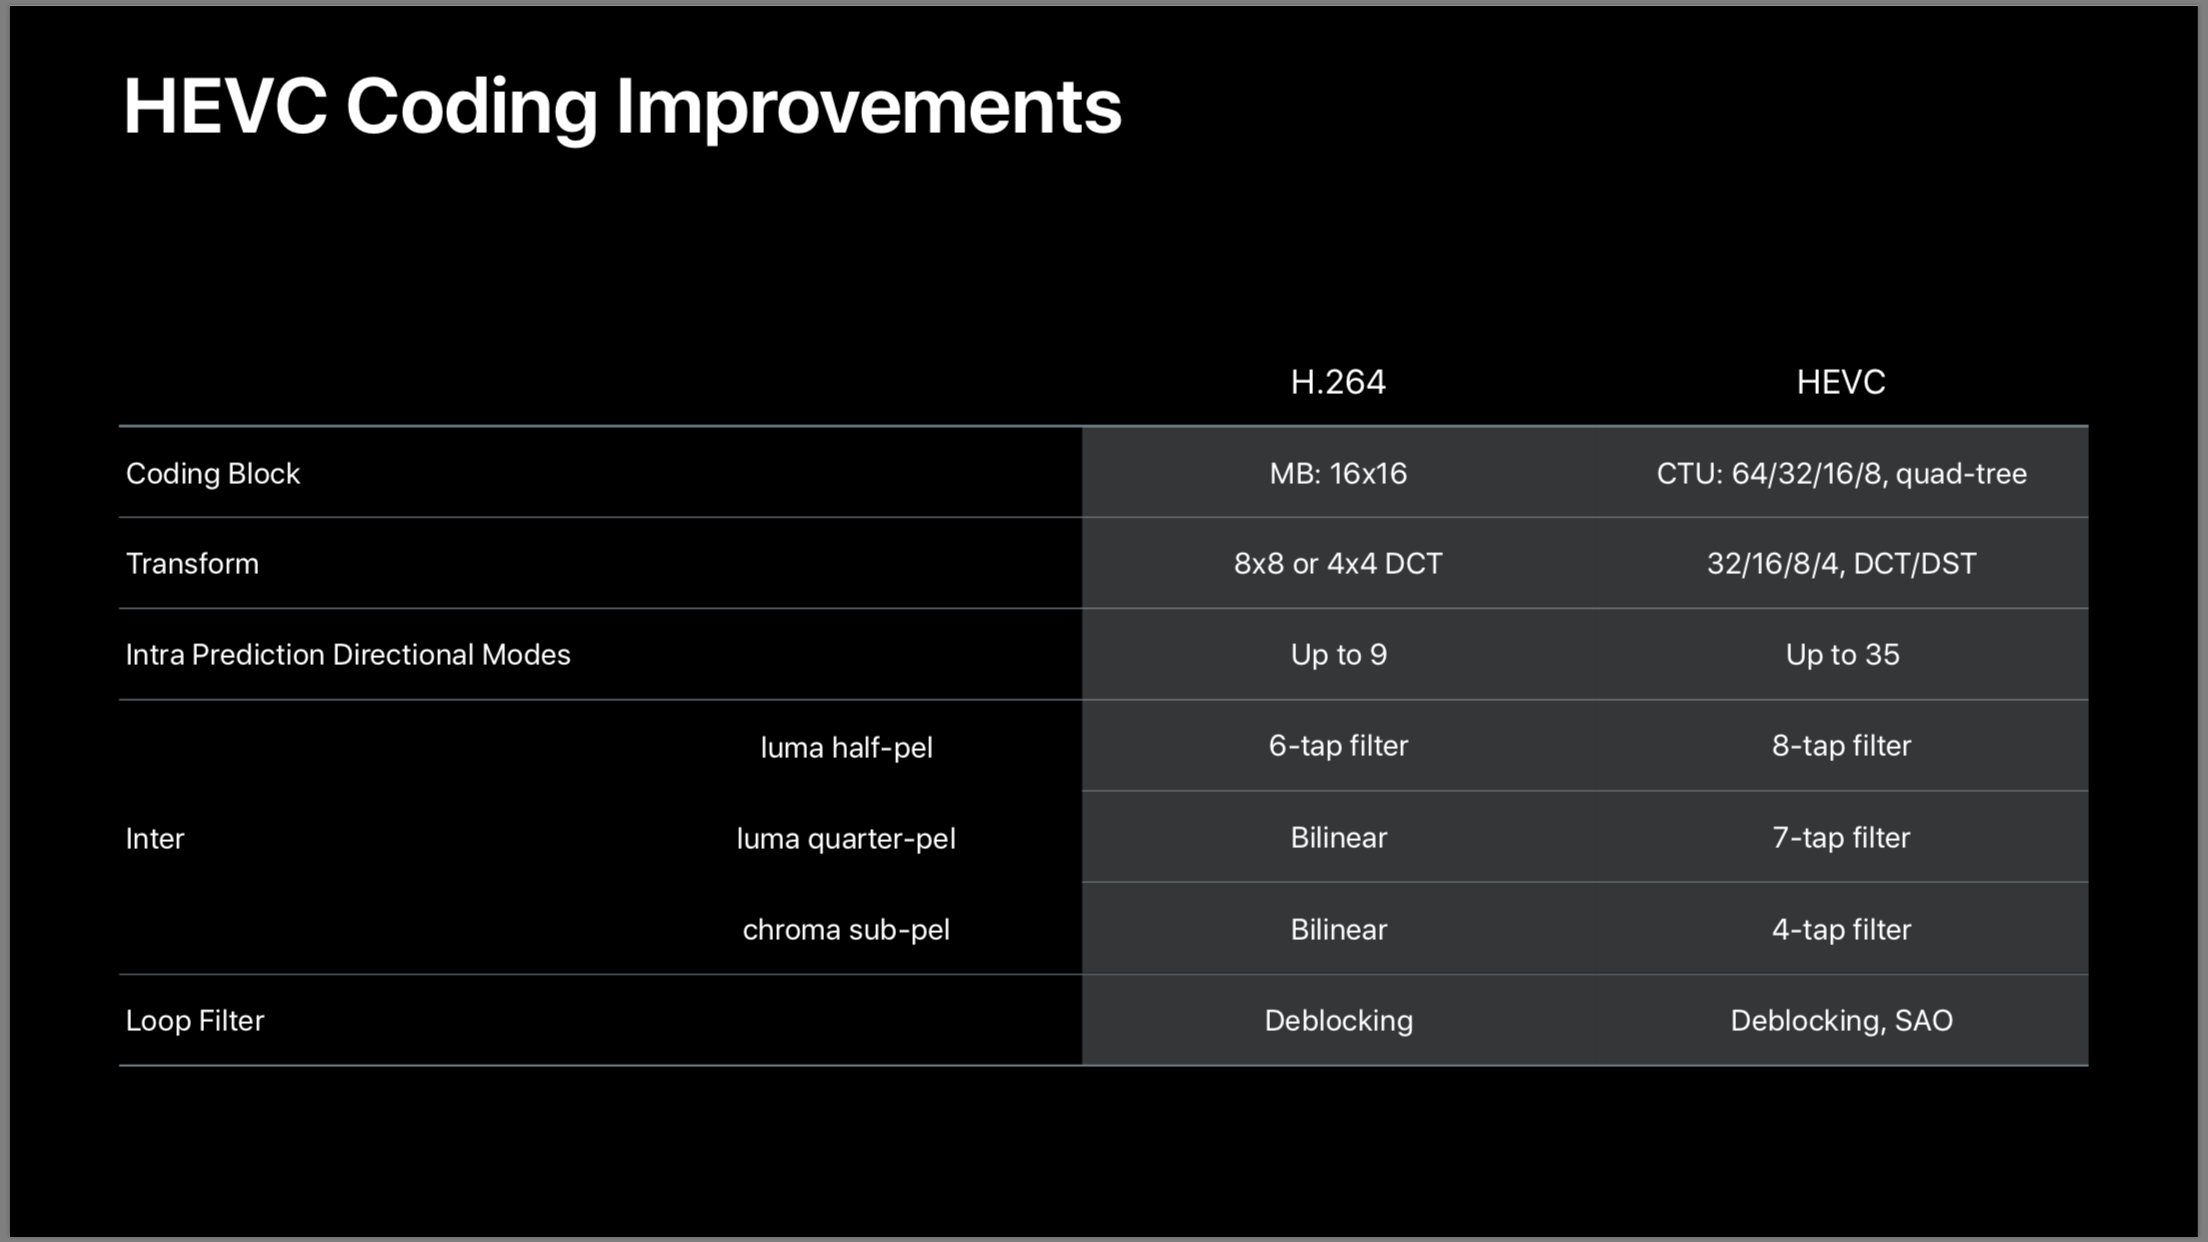 HEVC Coding Improvements
H.264 HEVC
Coding Block MB: 16x16 CTU: 64/32/16/8, quad-tree
Transform 8x8 or 4x4 DCT 32/16/8/4, DCT/DST
Intra Prediction Directional Modes Up to 9 Up to 35
luma half-pel 6-tap filter 8-tap filter
Inter luma quarter-pel Bilinear 7-tap filter
chroma sub-pel Bilinear 4-tap filter
Loop Filter Deblocking Deblocking, SAO